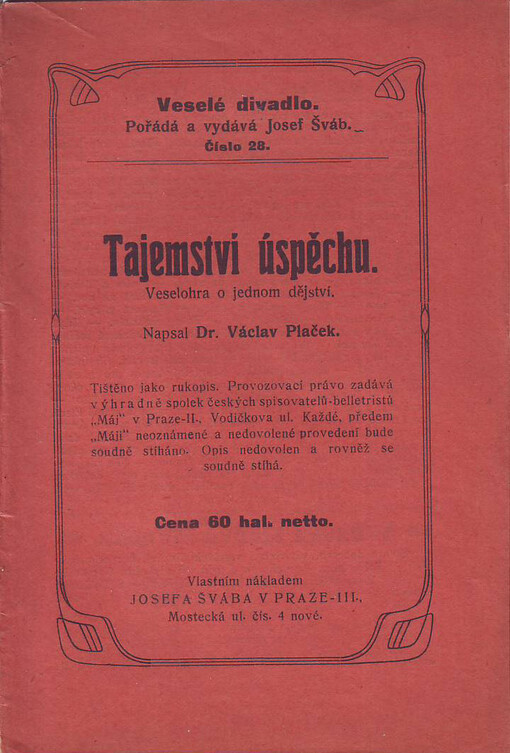 Veselé divadlo.
Pořádá a vydává Josef Šváb.
Číslo 28.
Tajemství úspěchu.
Veselohra o jednom dějství.
Napsal Dr. Václav Plaček.
Tištěno jako rukopis. Provozovací právo zadává
výhradně spolek českých spisovatelů-belletristů
„Máj" v Praze-II., Vodičkova ul. Každé, předem
„Máji" neoznámené a nedovolené provedení bude
soudně stíháno. Opis nedovolen a rovněž se
soudně stíhá.
Cena 60 hal. netto.
Vlastním nákladem
JOSEFA ŠVÁBA V PRAZE-III.,
Mostecká ul. čís. 4 nové.